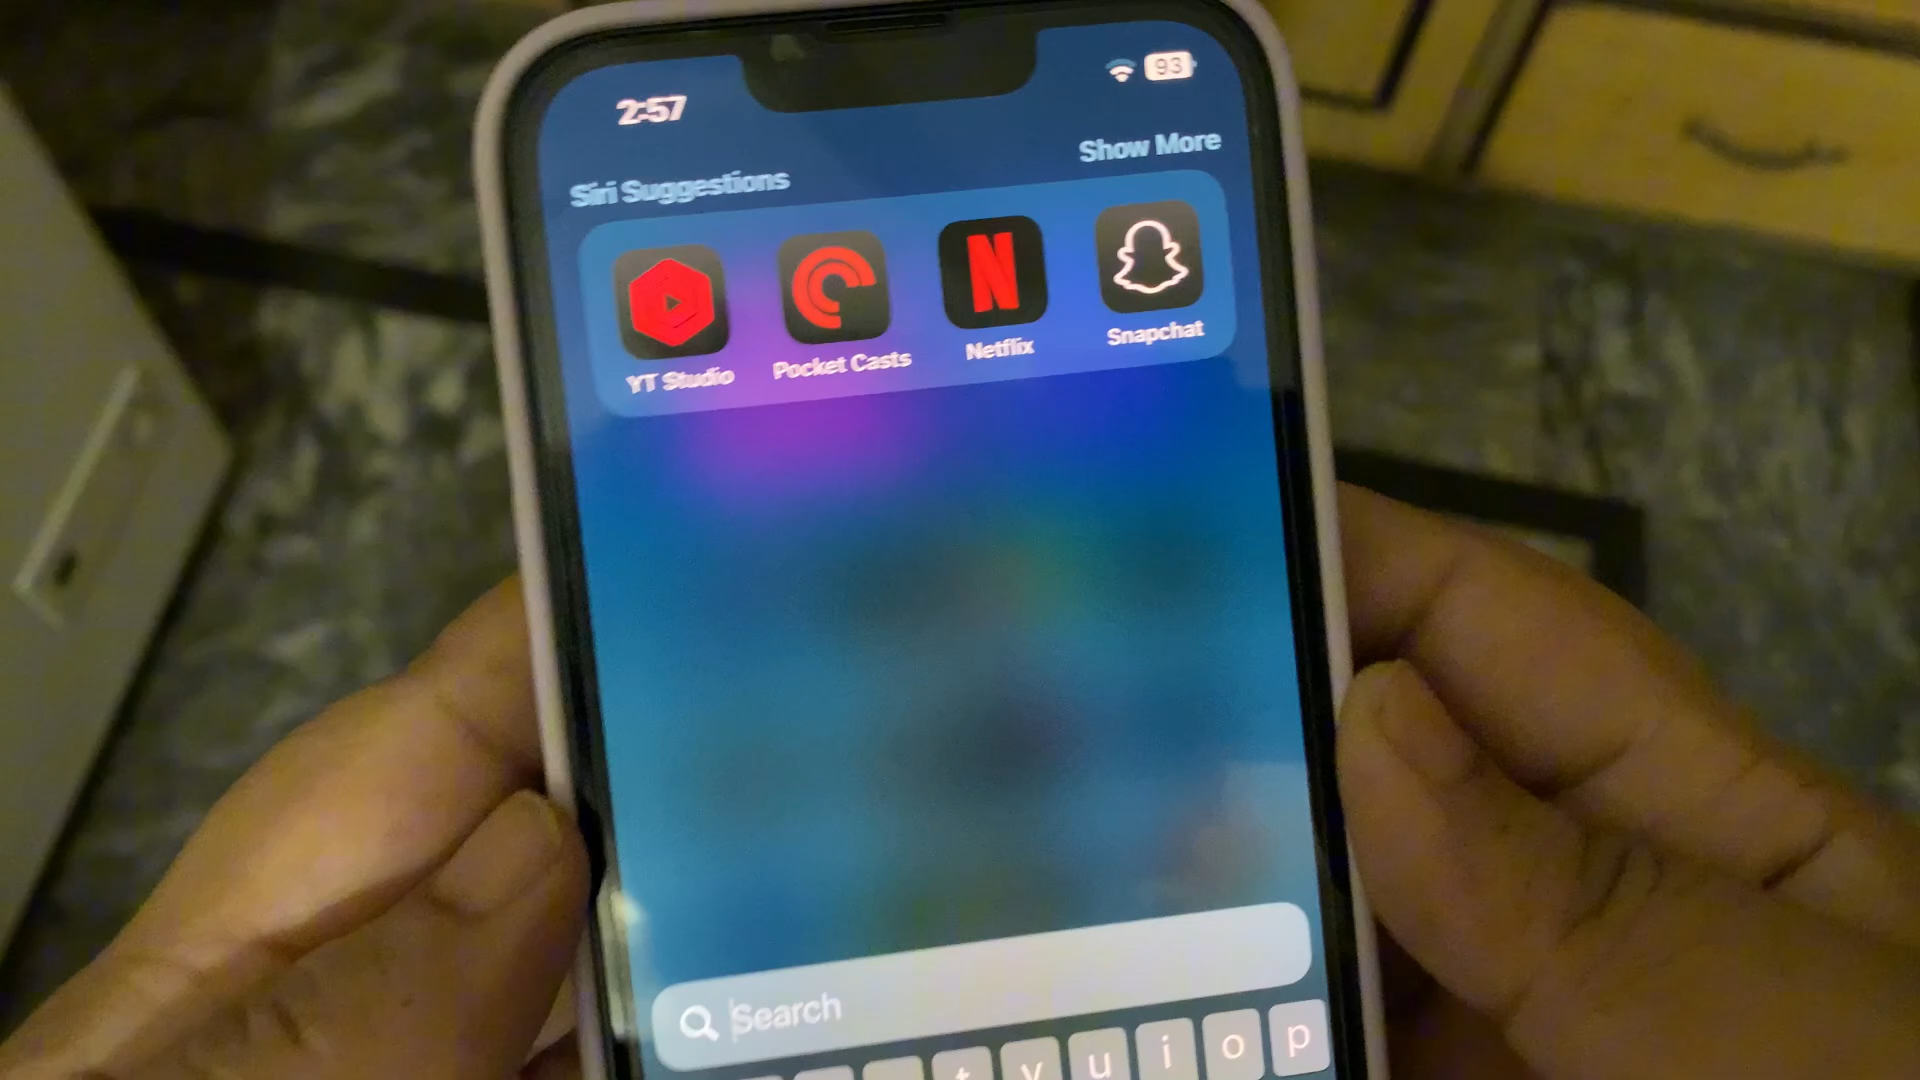 2:57
93
Show More
Siri Suggestions
YT Studio
Pocket Casts
Netflix
Snapchat
Search
t y u i o p